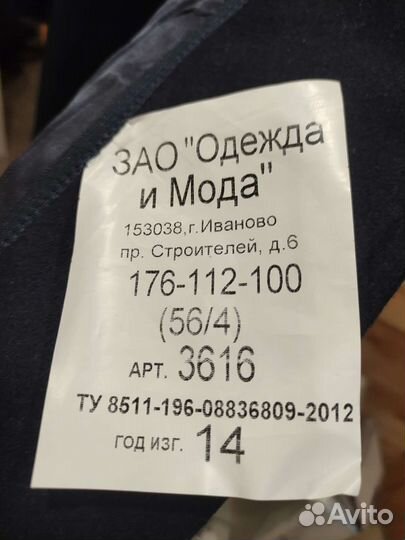 ЗАО "Одежда
и Мода"
153038,г.Иваново
пр. Строителей, д.6
176-112-100
(56/4)
АРТ. 3616
ТУ 8511-196-08836809-2012
ГОД ИЗГ. 14
Avito